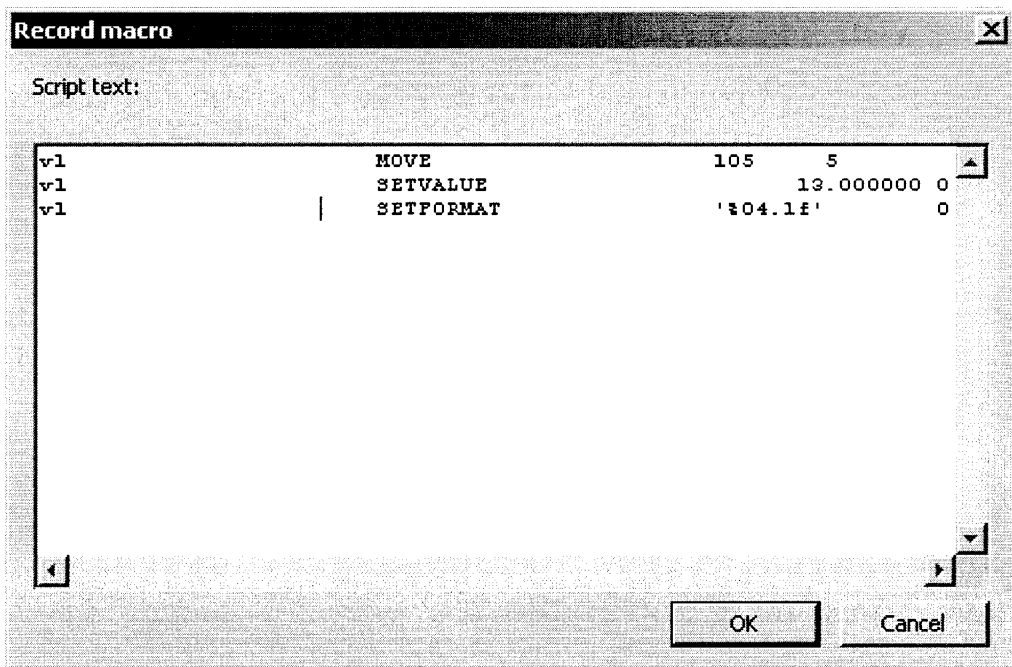 Record macro
Script text:
v1 MOVE 105 5
v1 SETVALUE 13.000000 0
v1 SETFORMAT '%04.1f' 0
OK Cancel